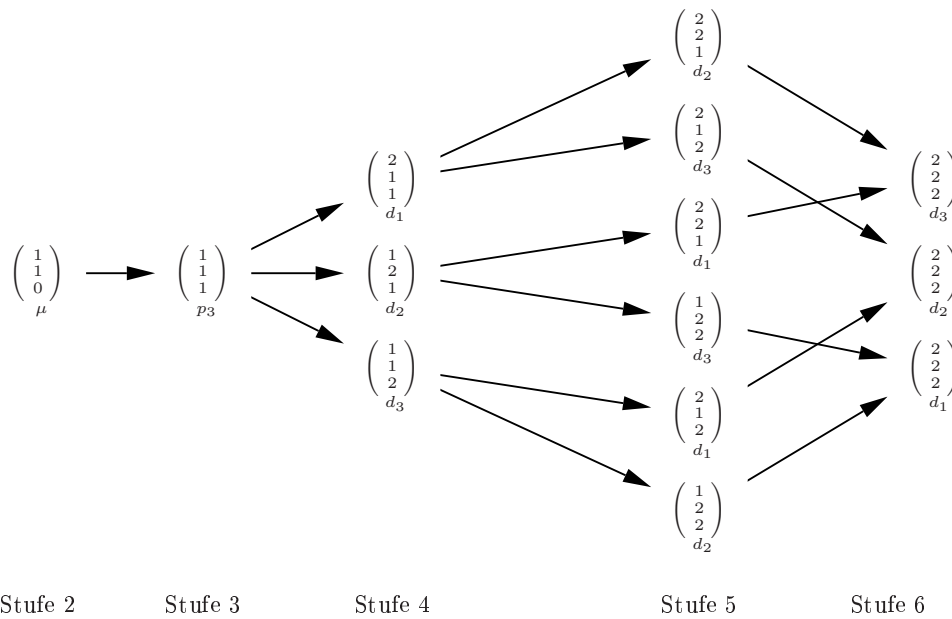 ( 1 1 0 ) μ
( 1 1 1 ) p3
( 2 1 1 ) d1
( 1 2 1 ) d2
( 1 1 2 ) d3
( 2 2 1 ) d2
( 2 1 2 ) d3
( 2 2 1 ) d1
( 1 2 2 ) d3
( 2 1 2 ) d1
( 1 2 2 ) d2
( 2 2 2 ) d3
( 2 2 2 ) d2
( 2 2 2 ) d1
Stufe 2 Stufe 3 Stufe 4 Stufe 5 Stufe 6